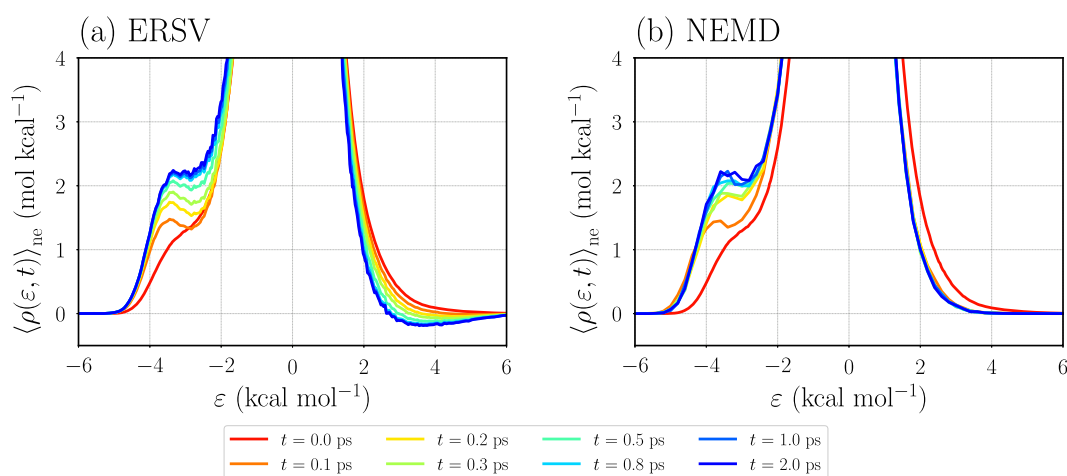 (a) ERSV
(b) NEMD
⟨ρ(ε, t)⟩ne (mol kcal⁻¹)
4
3
2
1
0
−6 −4 −2 0 2 4 6
ε (kcal mol⁻¹)
⟨ρ(ε, t)⟩ne (mol kcal⁻¹)
4
3
2
1
0
−6 −4 −2 0 2 4 6
ε (kcal mol⁻¹)
t = 0.0 ps t = 0.2 ps t = 0.5 ps t = 1.0 ps
t = 0.1 ps t = 0.3 ps t = 0.8 ps t = 2.0 ps